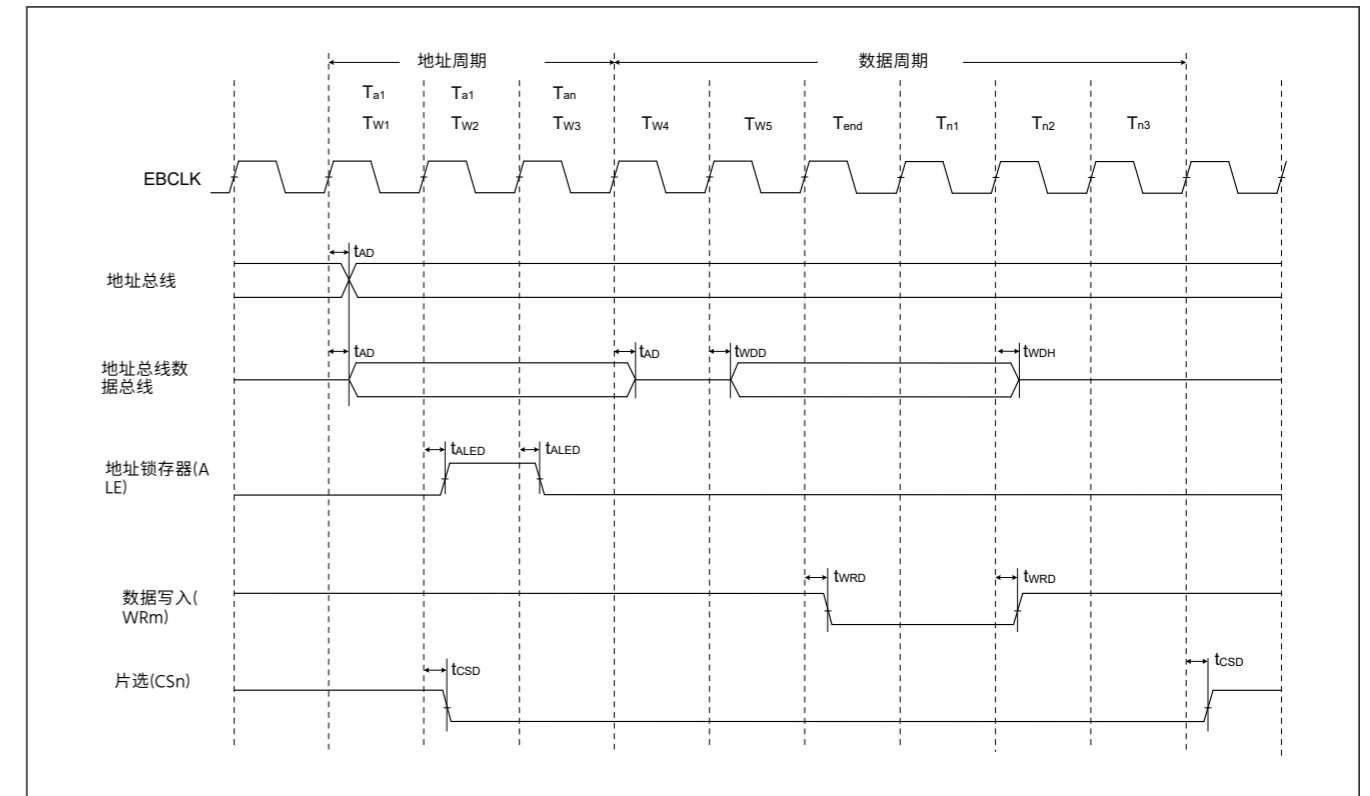 地址周期 数据周期
Ta1 Ta1 Tan
TW1 TW2 TW3 TW4 TW5 Tend Tn1 Tn2 Tn3
EBCLK
tAD
地址总线
tAD tAD tWDD tWDH
地址总线数
据总线
tALED tALED
地址锁存器(A
LE)
tWRD tWRD
数据写入(
WRm)
tCSD tCSD
片选(CSn)